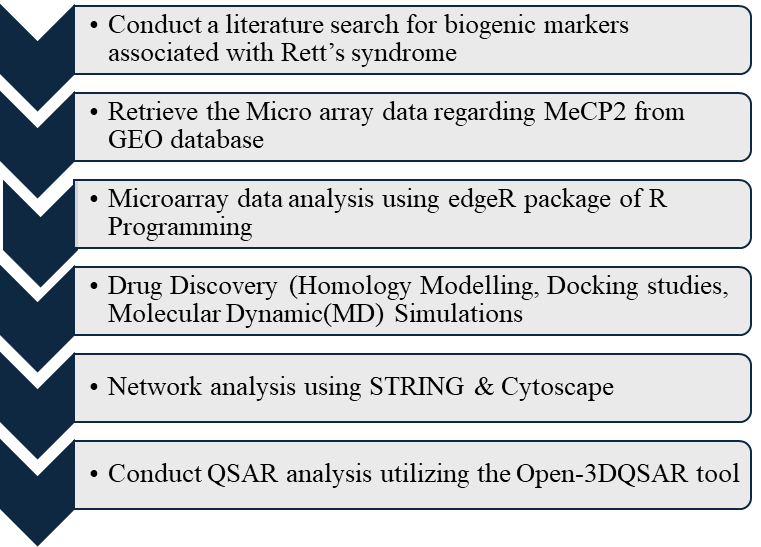 • Conduct a literature search for biogenic markers
associated with Rett’s syndrome
• Retrieve the Micro array data regarding MeCP2 from
GEO database
• Microarray data analysis using edgeR package of R
Programming
• Drug Discovery (Homology Modelling, Docking studies,
Molecular Dynamic(MD) Simulations
• Network analysis using STRING & Cytoscape
• Conduct QSAR analysis utilizing the Open-3DQSAR tool